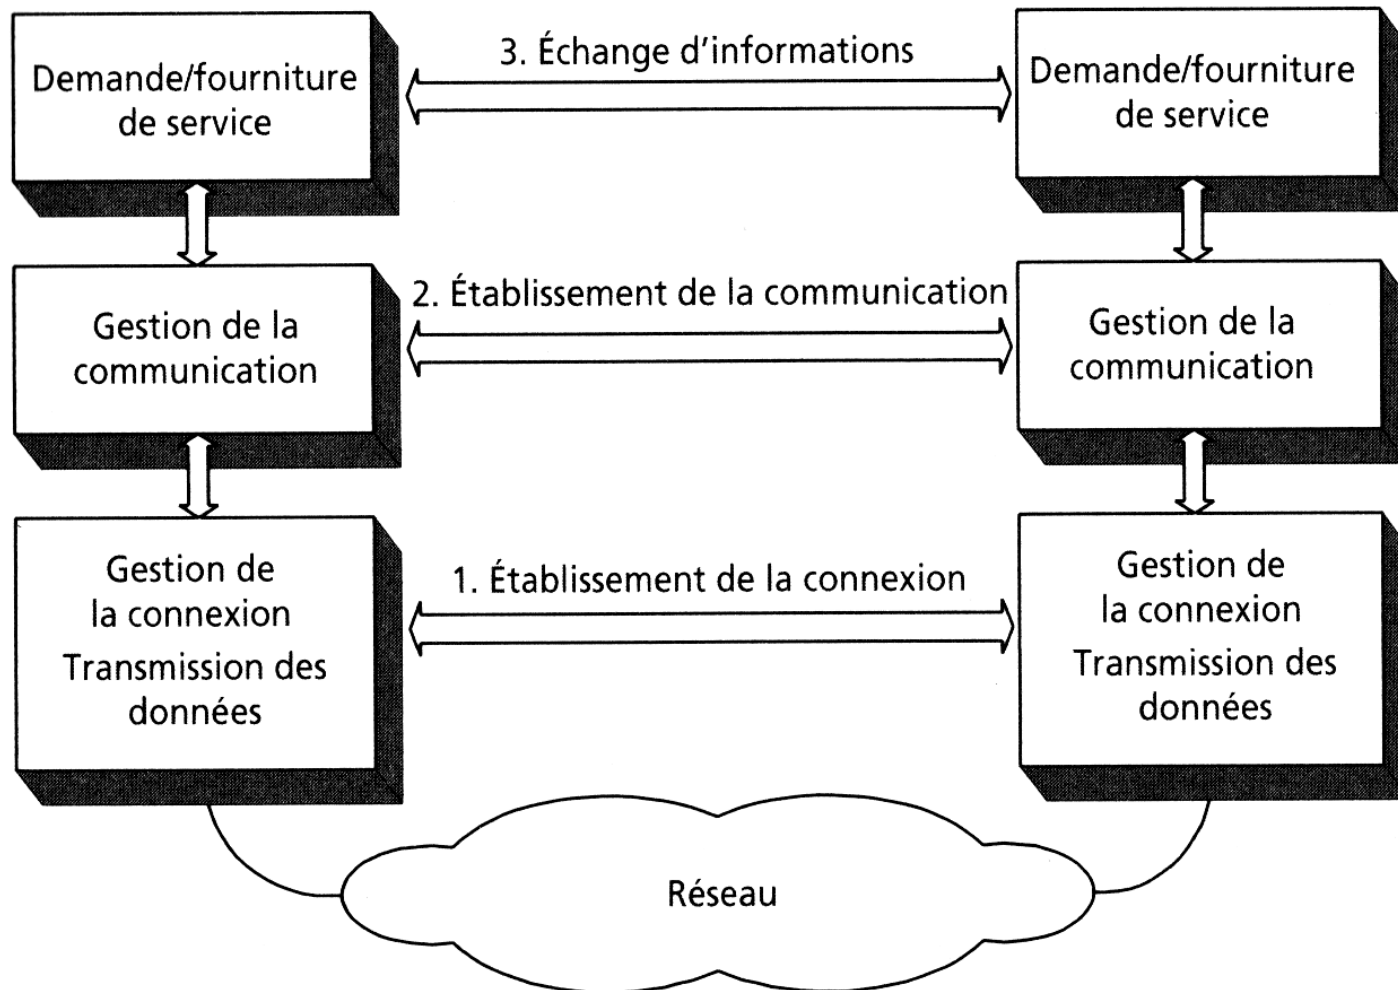 3. Échange d'informations
Demande/fourniture
de service
Demande/fourniture
de service
2. Établissement de la communication
Gestion de la
communication
Gestion de la
communication
1. Établissement de la connexion
Gestion de
la connexion
Transmission des
données
Gestion de
la connexion
Transmission des
données
Réseau